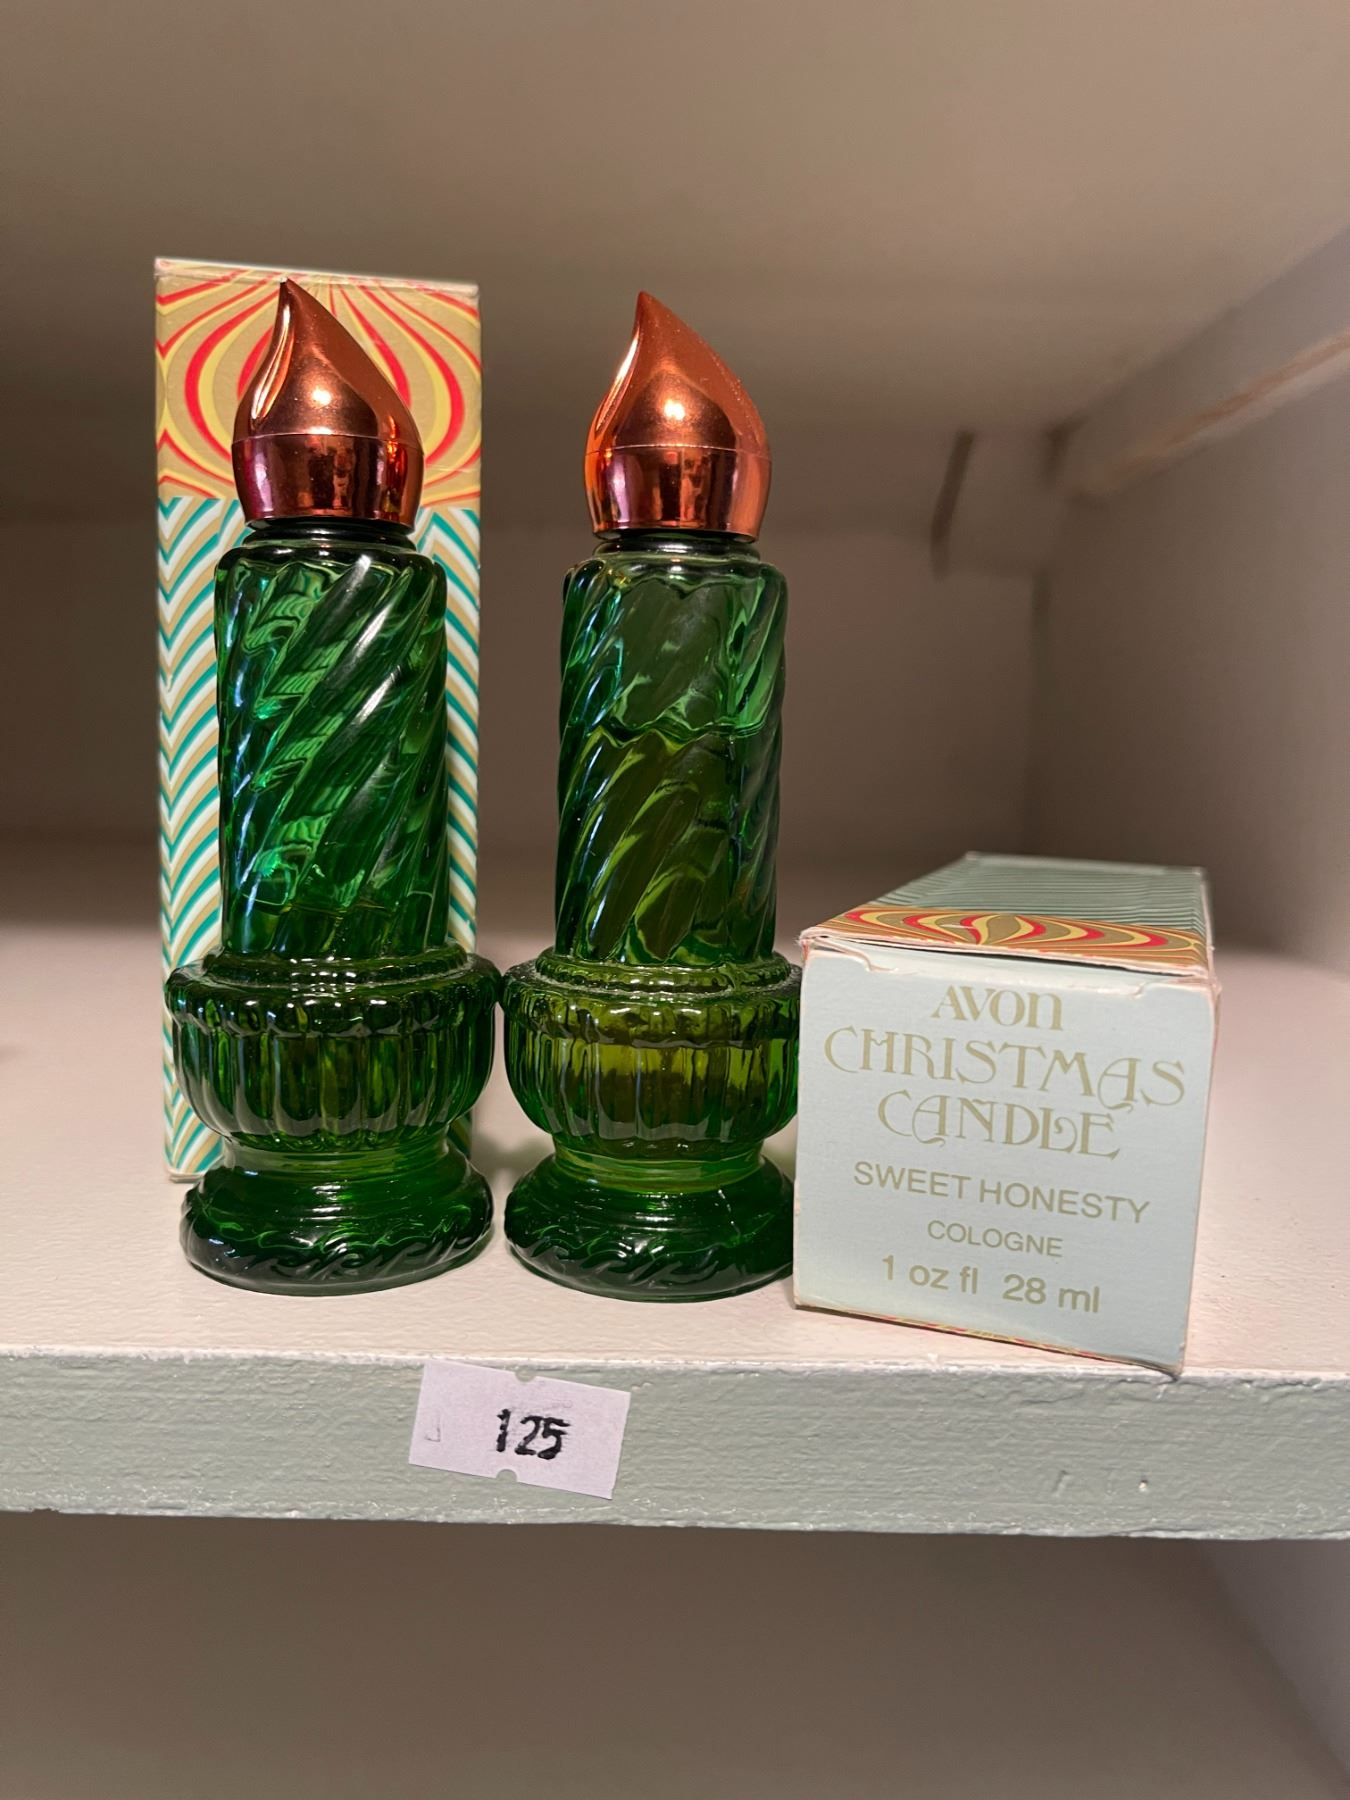 AVON
CHRISTMAS
CANDLE
SWEET HONESTY
COLOGNE
1 oz fl 28 ml
125